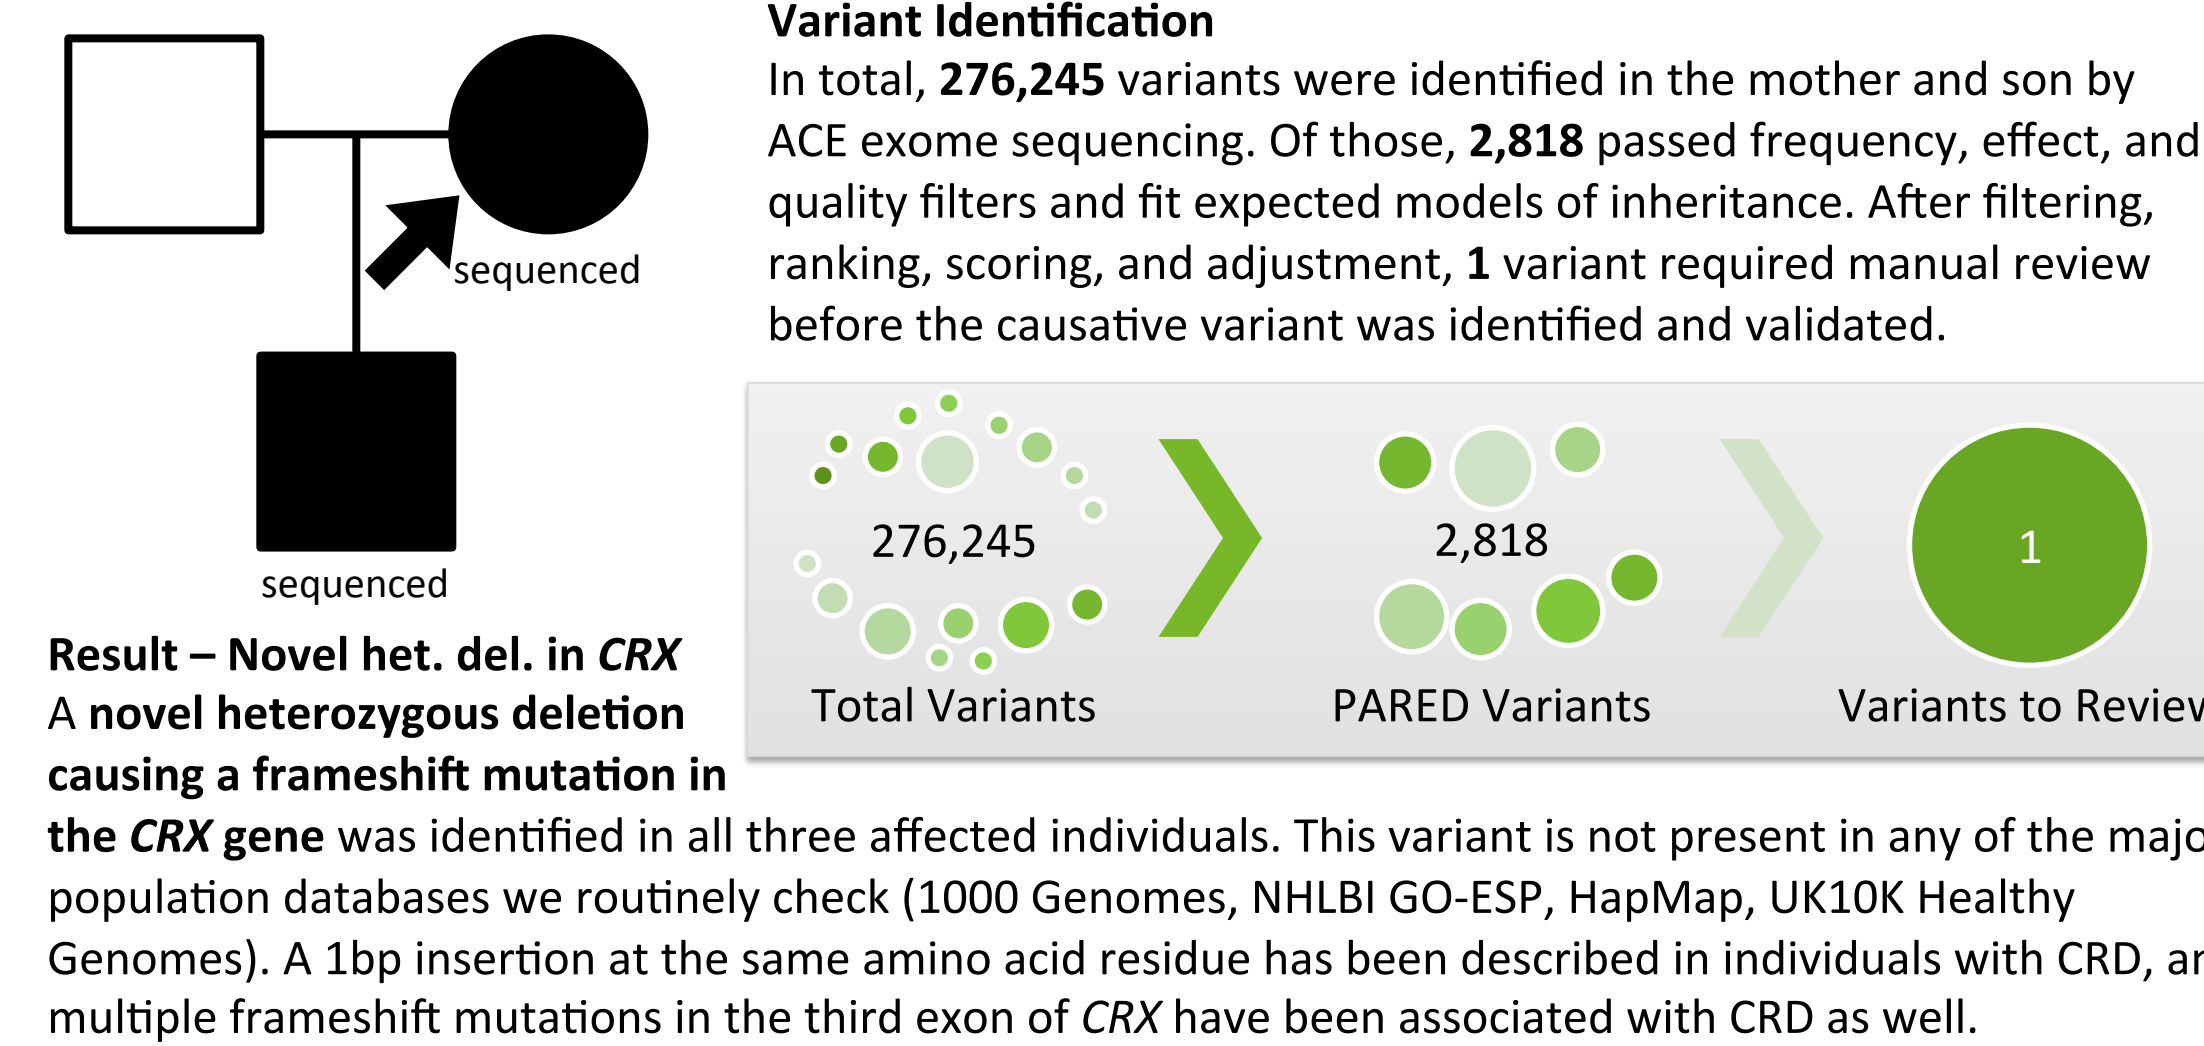 Variant Identification
In total, 276,245 variants were identified in the mother and son by
ACE exome sequencing. Of those, 2,818 passed frequency, effect, and
quality filters and fit expected models of inheritance. After filtering,
ranking, scoring, and adjustment, 1 variant required manual review
before the causative variant was identified and validated.
sequenced
sequenced
276,245
2,818
1
Total Variants
PARED Variants
Variants to Review
Result – Novel het. del. in CRX
A novel heterozygous deletion
causing a frameshift mutation in
the CRX gene was identified in all three affected individuals. This variant is not present in any of the majo
population databases we routinely check (1000 Genomes, NHLBI GO-ESP, HapMap, UK10K Healthy
Genomes). A 1bp insertion at the same amino acid residue has been described in individuals with CRD, an
multiple frameshift mutations in the third exon of CRX have been associated with CRD as well.